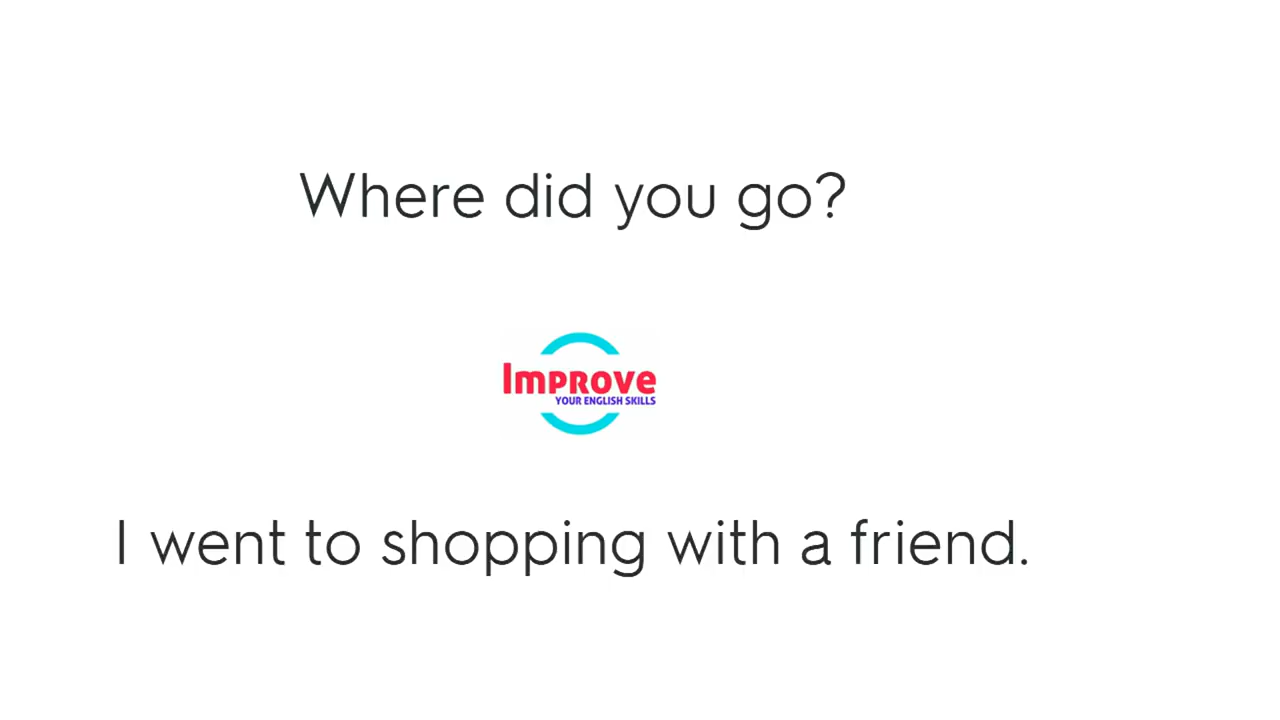 Where did you go?
Improve
YOUR ENGLISH SKILLS
I went to shopping with a friend.